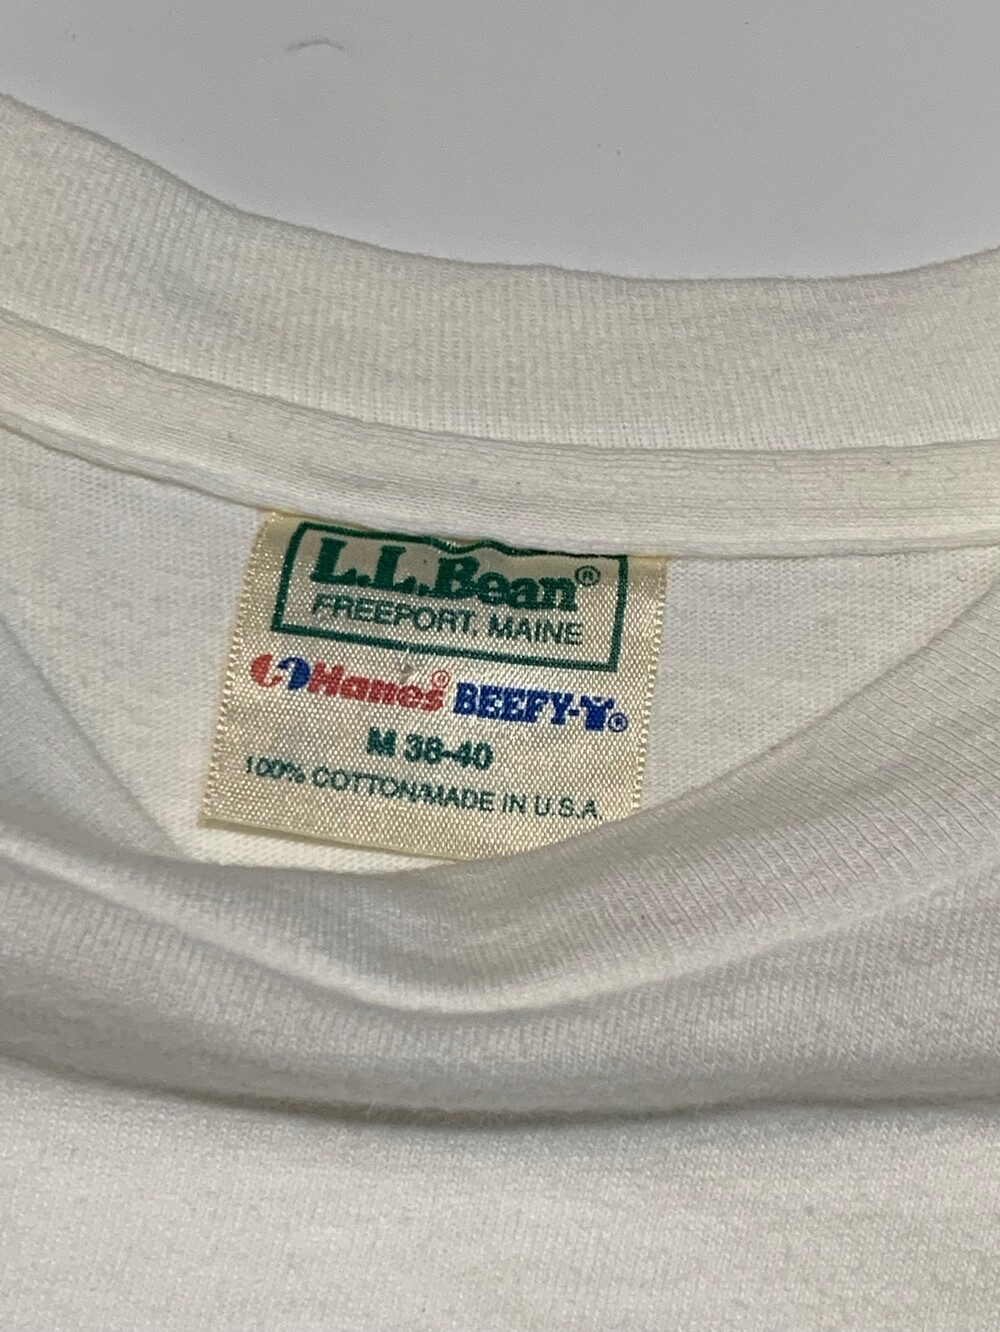 L.L.Bean®
FREEPORT, MAINE
Hanes® BEEFY-T®
M 38-40
100% COTTON/MADE IN U.S.A.